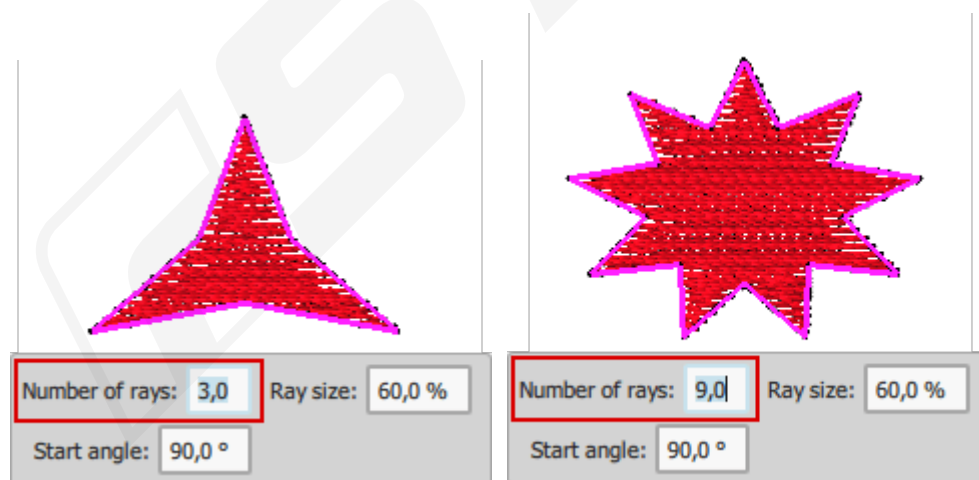 Number of rays: 3,0 Ray size: 60,0 %
Start angle: 90,0 °
Number of rays: 9,0 Ray size: 60,0 %
Start angle: 90,0 °